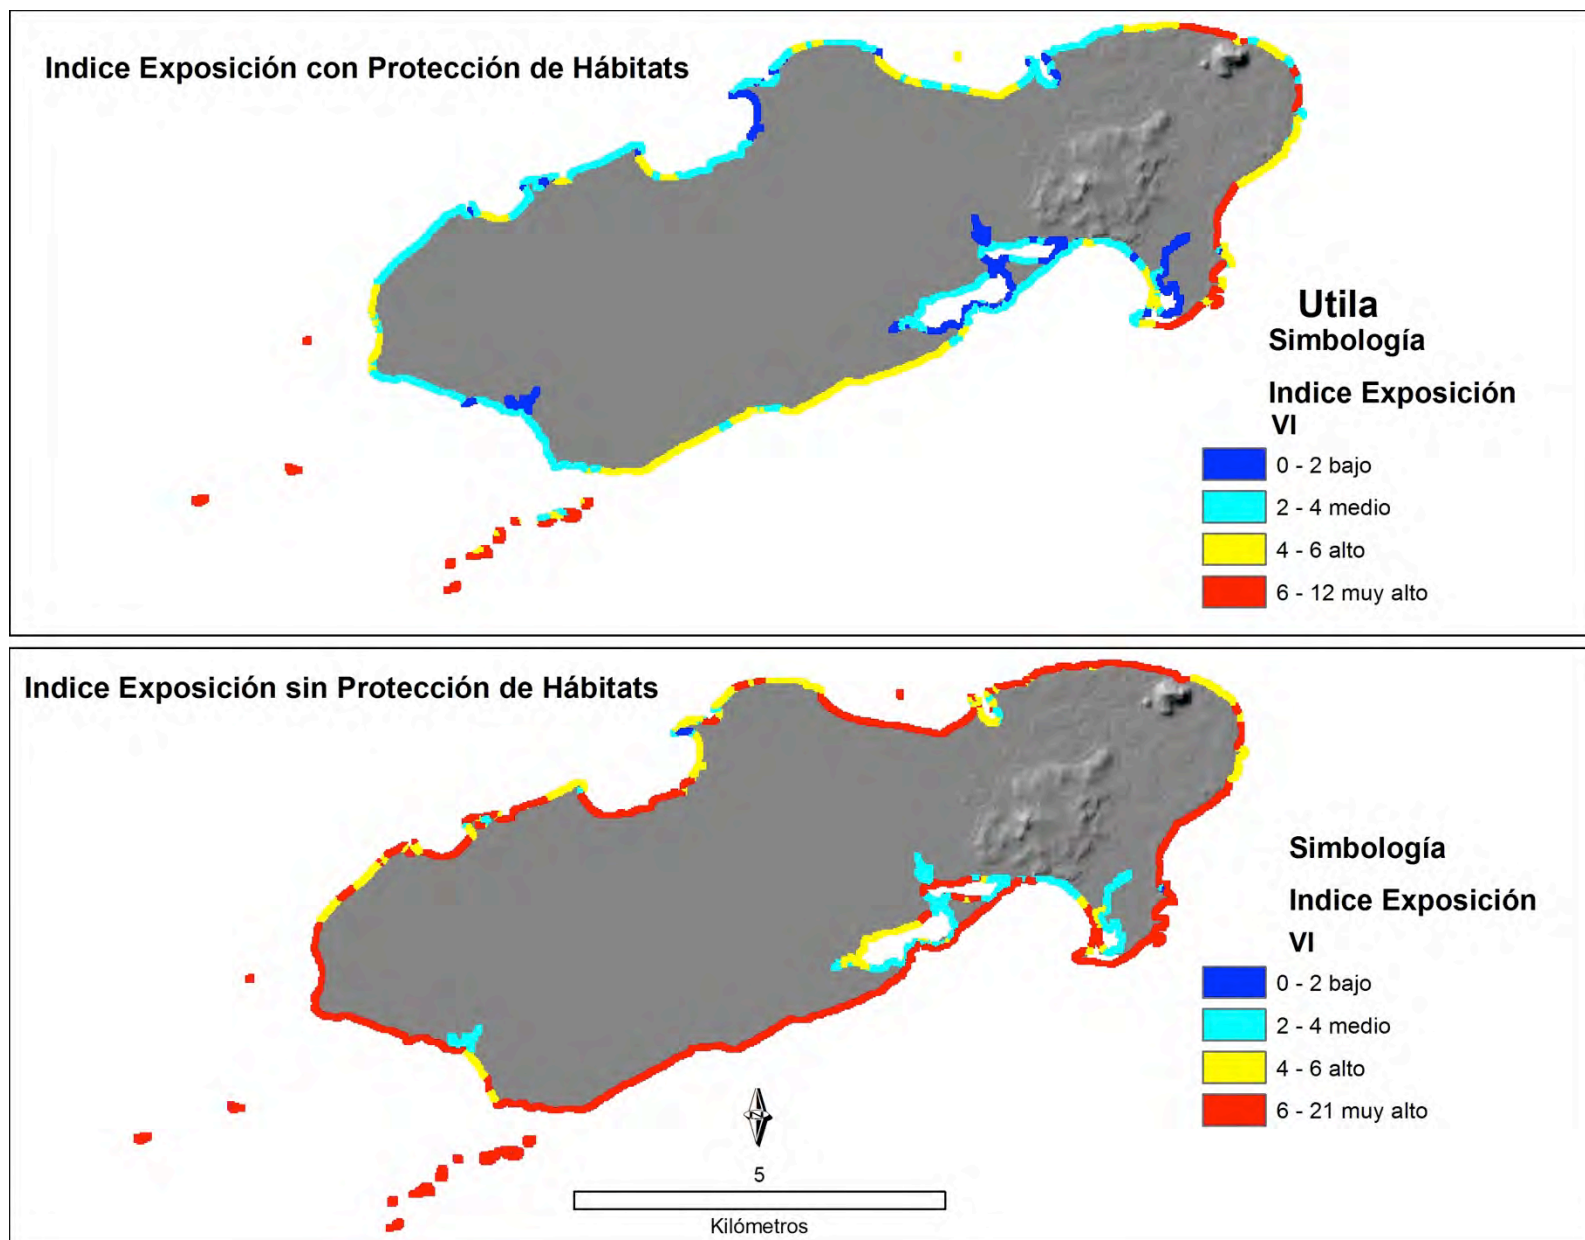 Indice Exposición con Protección de Hábitats
Utila
Simbología
Indice Exposición
VI
0 - 2 bajo
2 - 4 medio
4 - 6 alto
6 - 12 muy alto
Indice Exposición sin Protección de Hábitats
Simbología
Indice Exposición
VI
0 - 2 bajo
2 - 4 medio
4 - 6 alto
6 - 21 muy alto
N
5
Kilómetros